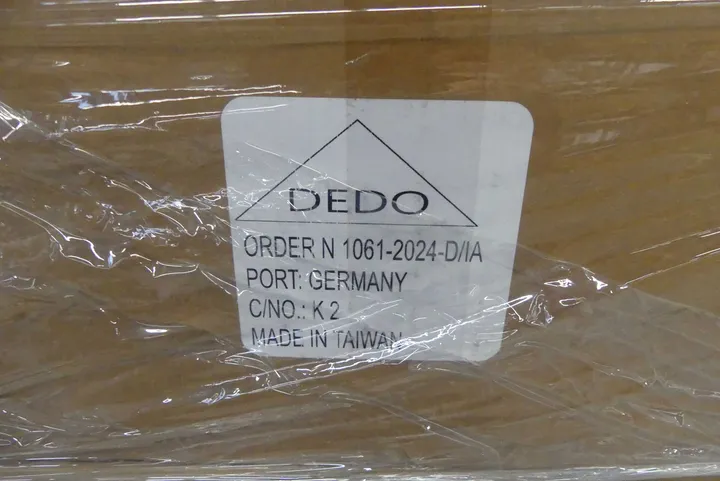 DEDO
ORDER N 1061-2024-D/IA
PORT: GERMANY
C/NO.: K 2
MADE IN TAIWAN